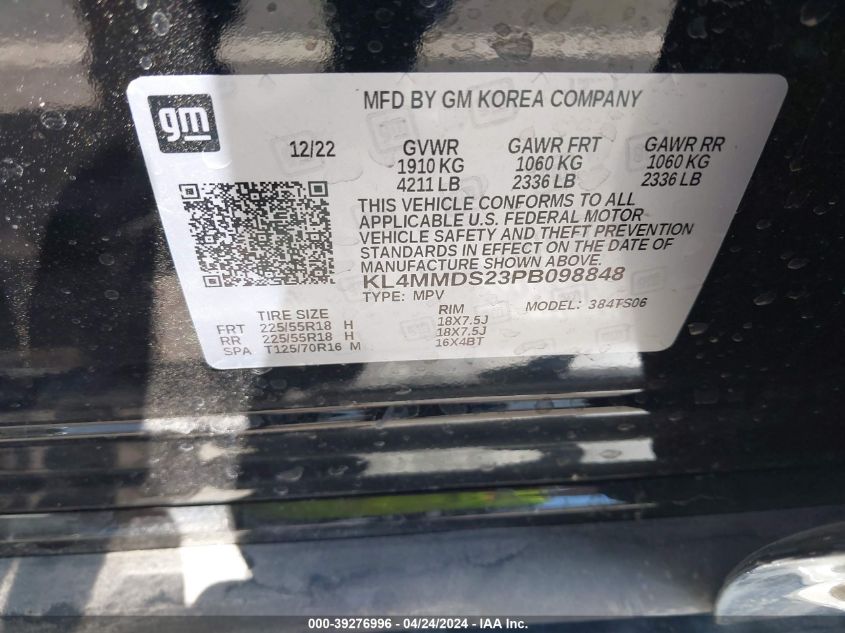 gm
MFD BY GM KOREA COMPANY
12/22 GVWR GAWR FRT GAWR RR
1910 KG 1060 KG 1060 KG
4211 LB 2336 LB 2336 LB
THIS VEHICLE CONFORMS TO ALL
APPLICABLE U.S. FEDERAL MOTOR
VEHICLE SAFETY AND THEFT PREVENTION
STANDARDS IN EFFECT ON THE DATE OF
MANUFACTURE SHOWN ABOVE.
KL4MMDS23PB098848
TYPE: MPV MODEL: 384TS06
TIRE SIZE RIM
FRT 225/55R18 H 18X7.5J
RR 225/55R18 H 18X7.5J
SPA T125/70R16 M 16X4BT
000-39276996 - 04/24/2024 - IAA Inc.